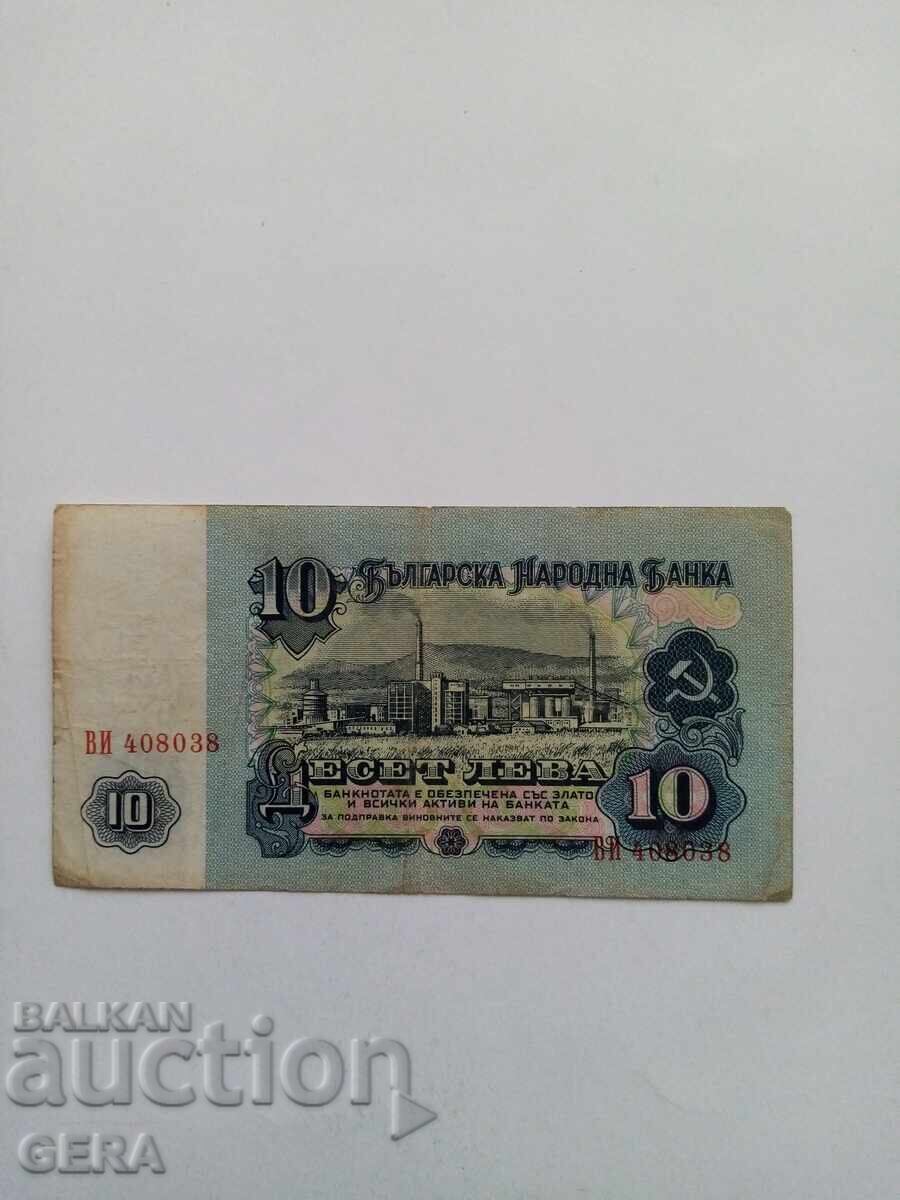 10 БЪЛГАРСКА НАРОДНА БАНКА
ВИ 408038
10
ДЕСЕТ ЛЕВА
БАНКНОТАТА Е ОБЕЗПЕЧЕНА СЪС ЗЛАТО
И ВСИЧКИ АКТИВИ НА БАНКАТА
ЗА ПОДПРАВКА ВИНОВНИТЕ СЕ НАКАЗВАТ ПО ЗАКОНА
10
ВИ 408038
BALKAN
auction
GERA